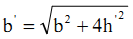 b' = √(b² + 4h'²)